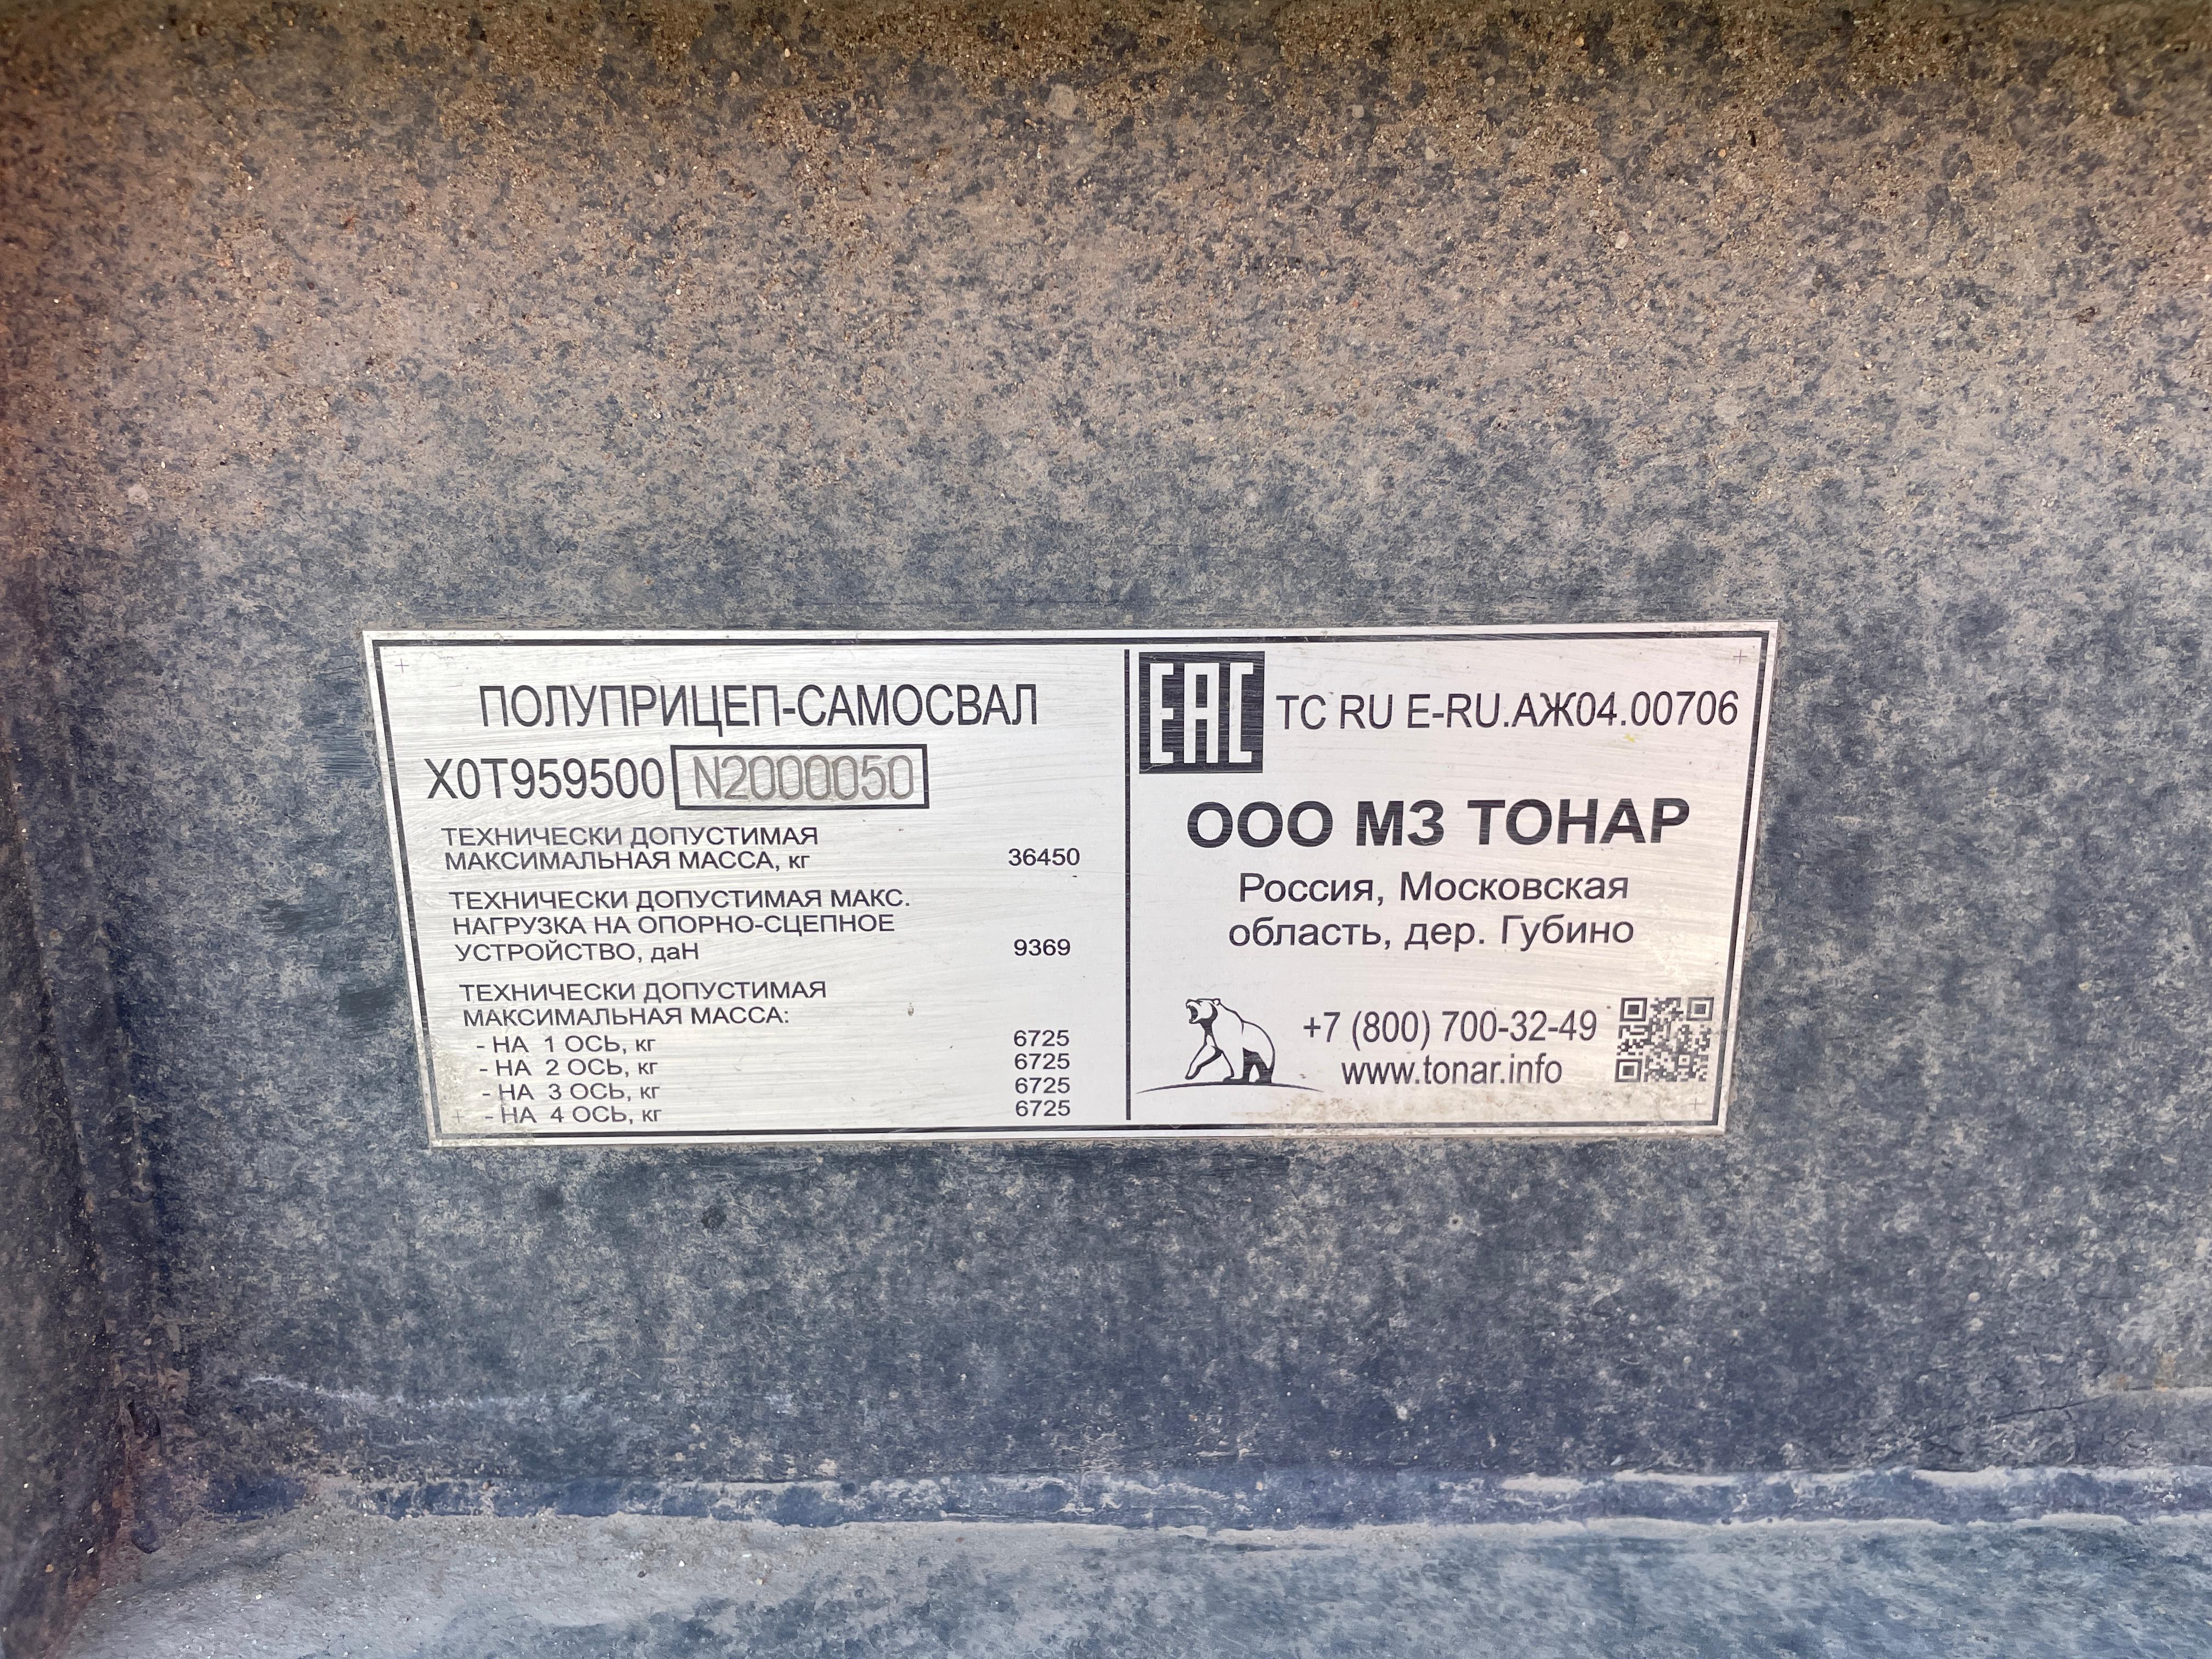 ПОЛУПРИЦЕП-САМОСВАЛ
X0T959500 N2000050
ТЕХНИЧЕСКИ ДОПУСТИМАЯ
МАКСИМАЛЬНАЯ МАССА, кг 36450
ТЕХНИЧЕСКИ ДОПУСТИМАЯ МАКС.
НАГРУЗКА НА ОПОРНО-СЦЕПНОЕ
УСТРОЙСТВО, даН 9369
ТЕХНИЧЕСКИ ДОПУСТИМАЯ
МАКСИМАЛЬНАЯ МАССА:
- НА 1 ОСЬ, кг 6725
- НА 2 ОСЬ, кг 6725
- НА 3 ОСЬ, кг 6725
- НА 4 ОСЬ, кг 6725
EAC ТС RU E-RU.АЖ04.00706
ООО МЗ ТОНАР
Россия, Московская
область, дер. Губино
+7 (800) 700-32-49
www.tonar.info